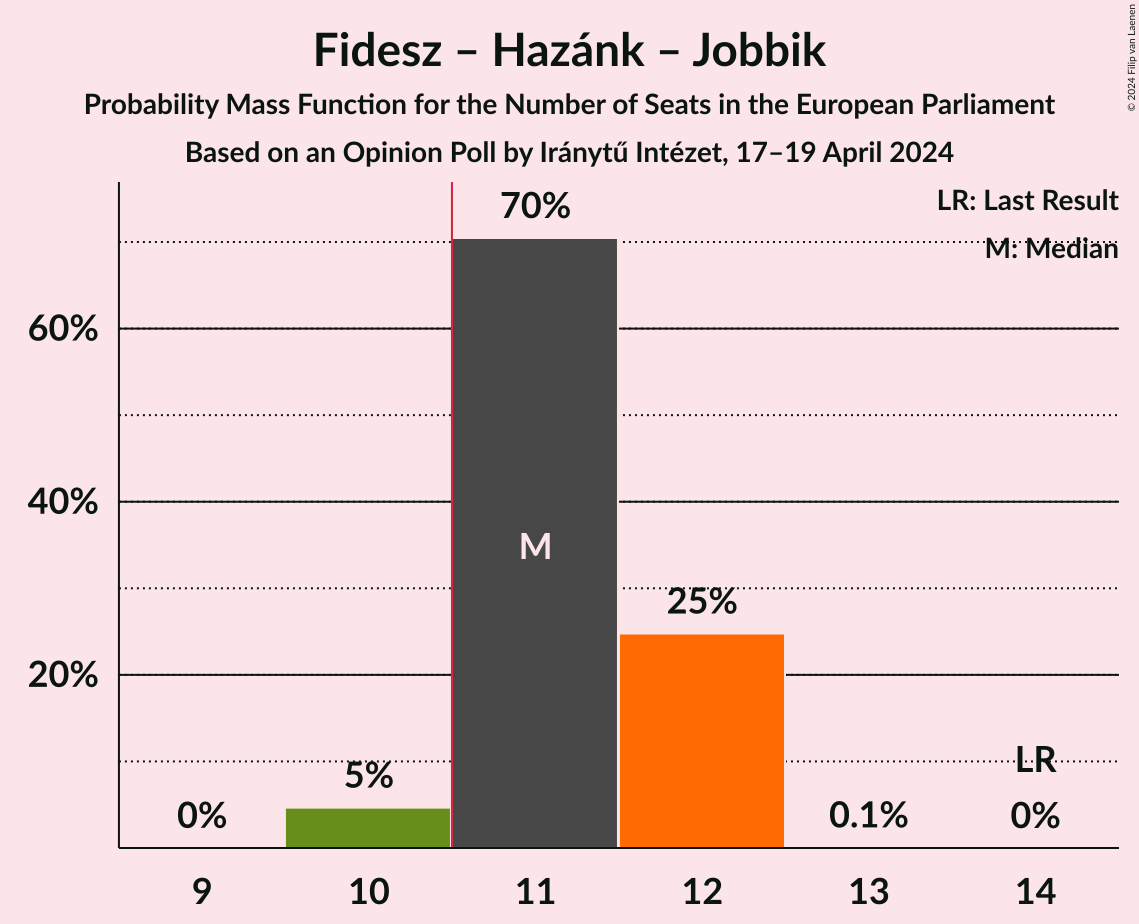 Fidesz – Hazánk – Jobbik
Probability Mass Function for the Number of Seats in the European Parliament
Based on an Opinion Poll by Iránytű Intézet, 17–19 April 2024
© 2024 Filip van Laenen
LR: Last Result
M: Median
70%
60%
40%
M
25%
20%
LR
5%
0%
0.1%
0%
9 10 11 12 13 14